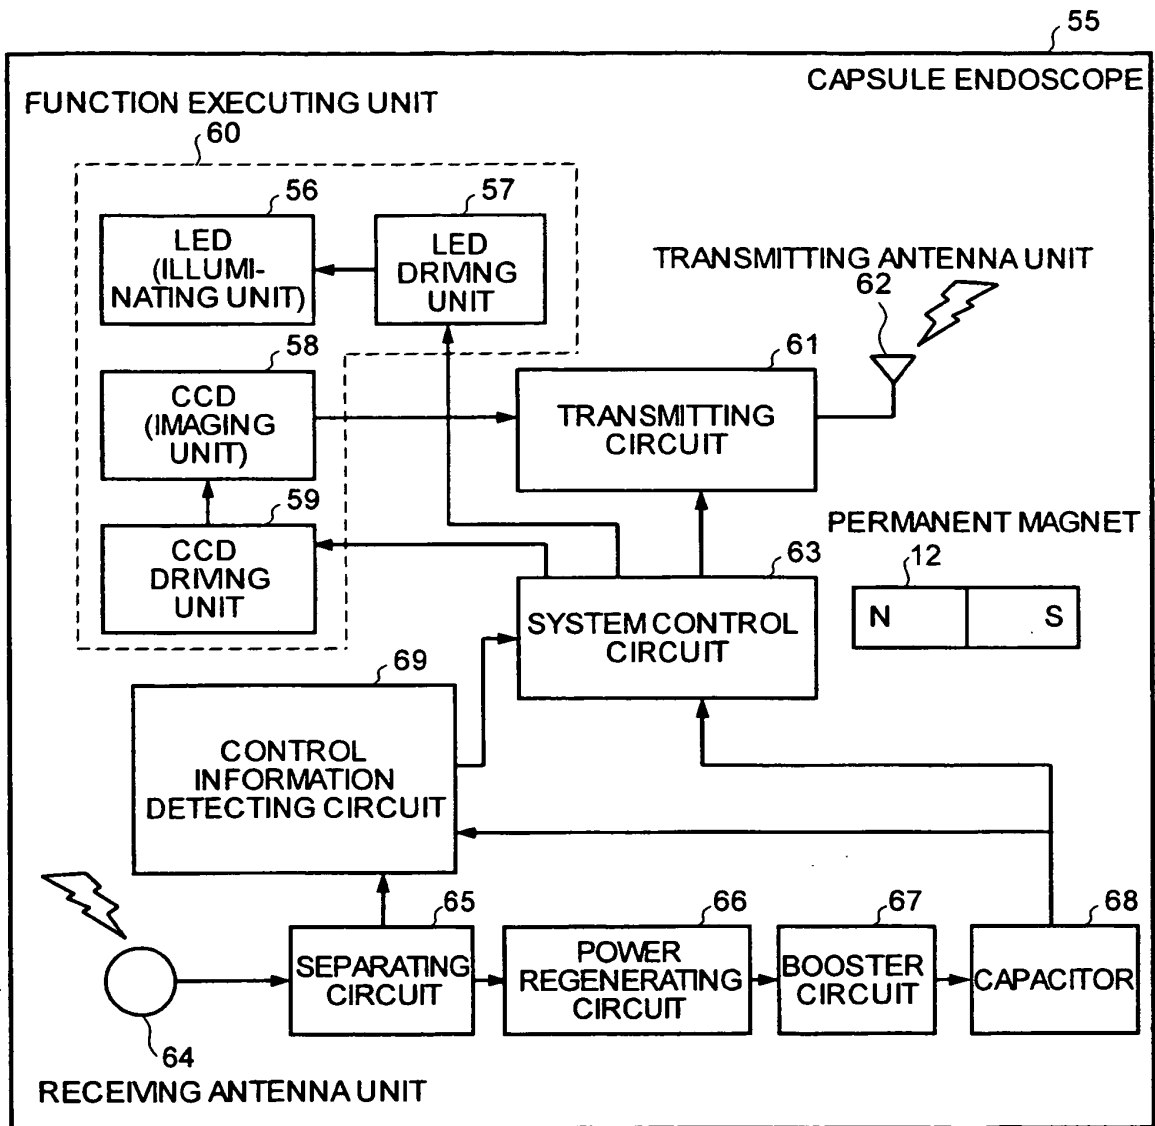 55
CAPSULE ENDOSCOPE
FUNCTION EXECUTING UNIT
60
56
LED
(ILLUMI-
NATING UNIT)
57
LED
DRIVING
UNIT
TRANSMITTING ANTENNA UNIT
62
58
CCD
(IMAGING
UNIT)
61
TRANSMITTING
CIRCUIT
59
CCD
DRIVING
UNIT
63
SYSTEM CONTROL
CIRCUIT
PERMANENT MAGNET
12
N S
69
CONTROL
INFORMATION
DETECTING CIRCUIT
65
SEPARATING
CIRCUIT
66
POWER
REGENERATING
CIRCUIT
67
BOOSTER
CIRCUIT
68
CAPACITOR
64
RECEIVING ANTENNA UNIT